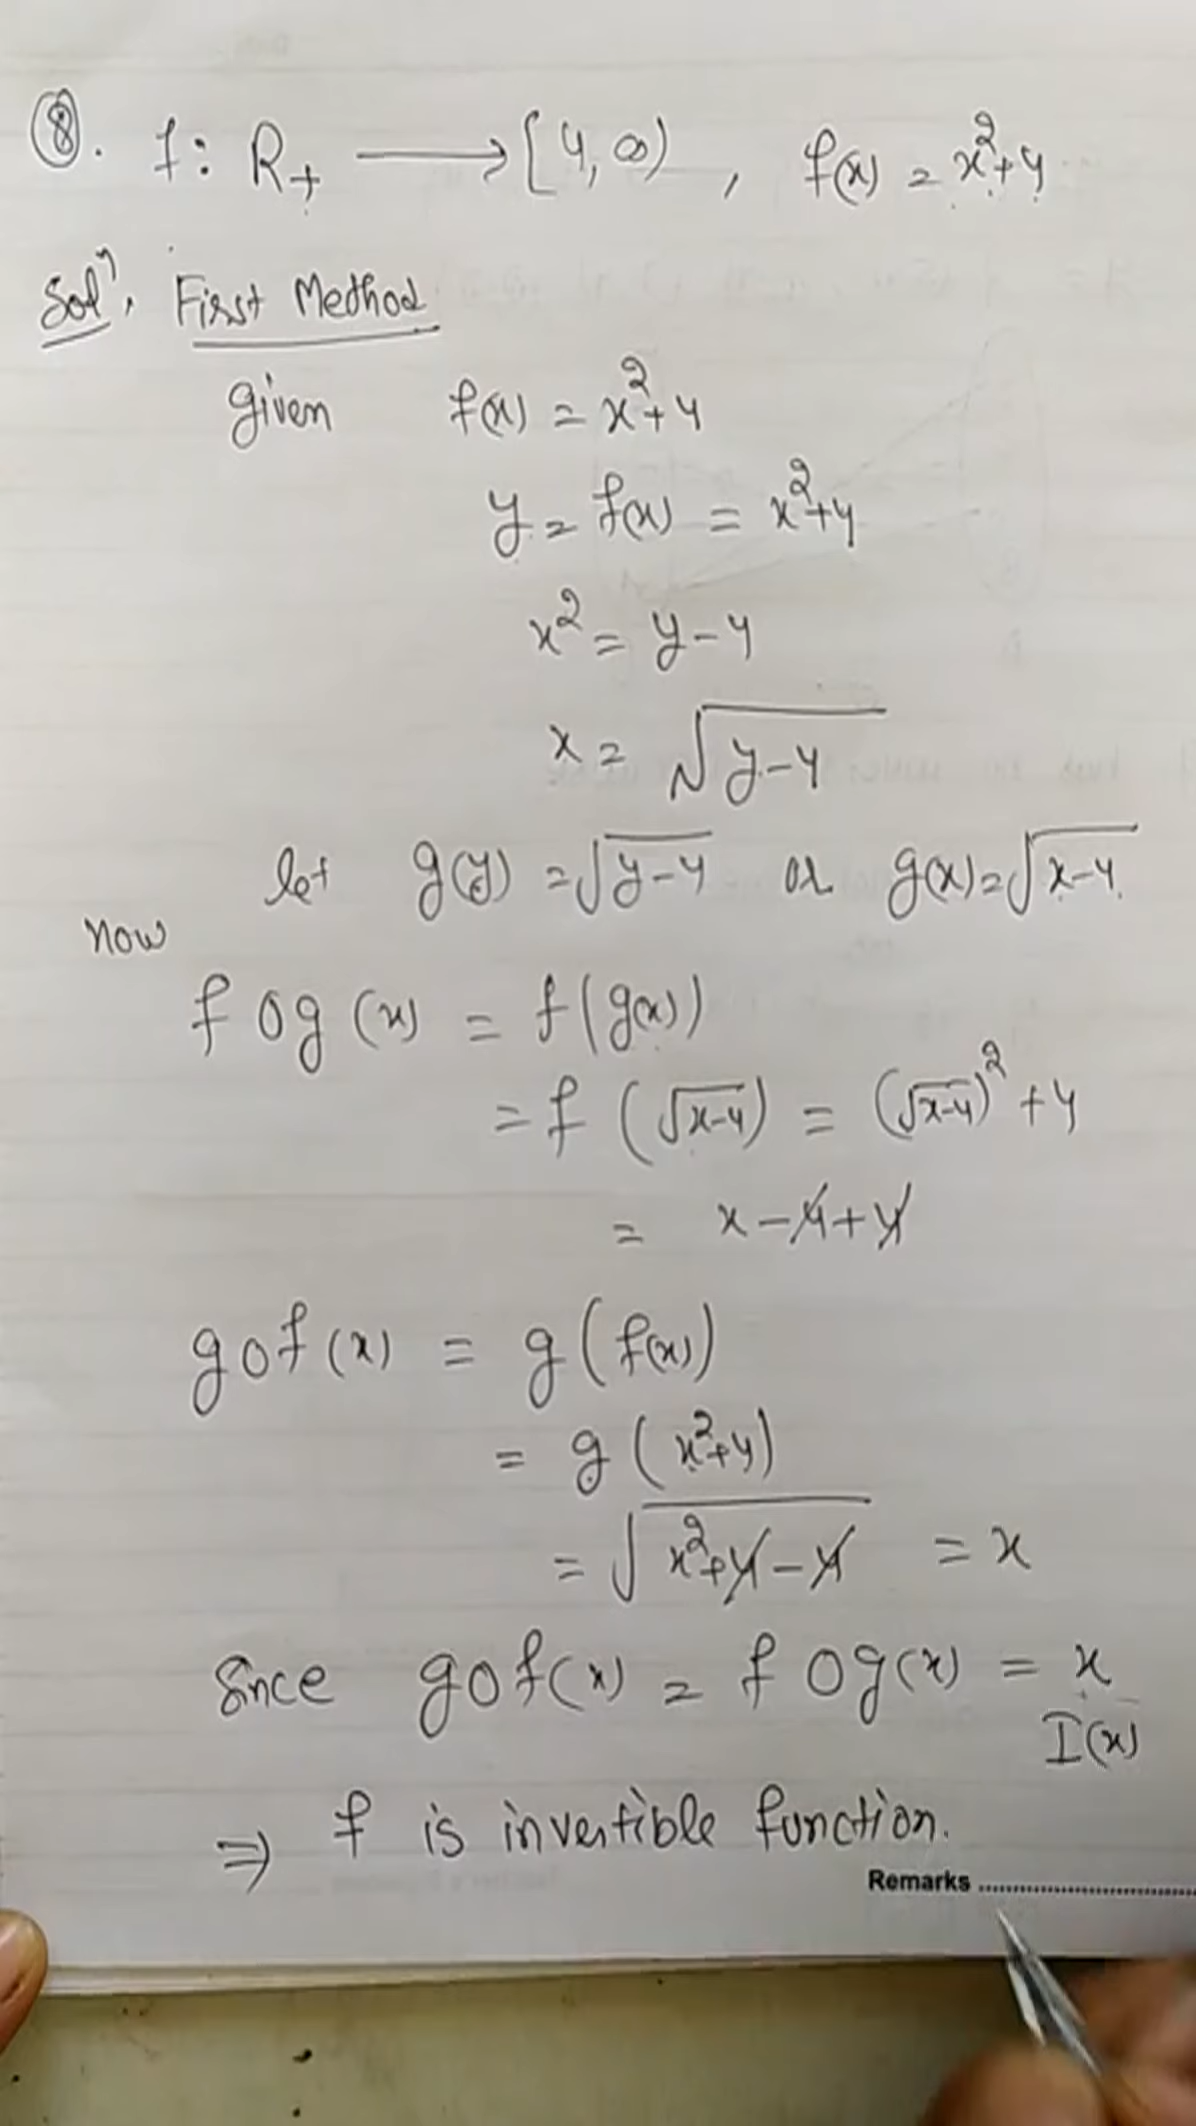 ⑧. f: R₊ ⟶ [4, ∞) , f(x) = x²+4
Solⁿ, First Method
given f(x) = x²+4
y = f(x) = x²+4
x² = y-4
x = √(y-4)
let g(y) = √(y-4) or g(x) = √(x-4)
Now
f o g (x) = f(g(x))
= f (√(x-4)) = (√(x-4))² + 4
= x - 4 + 4
g o f (x) = g(f(x))
= g (x²+4)
= √(x²+4-4) = x
Since g o f(x) = f o g(x) = x
I(x)
⇒ f is invertible function.
Remarks ................................